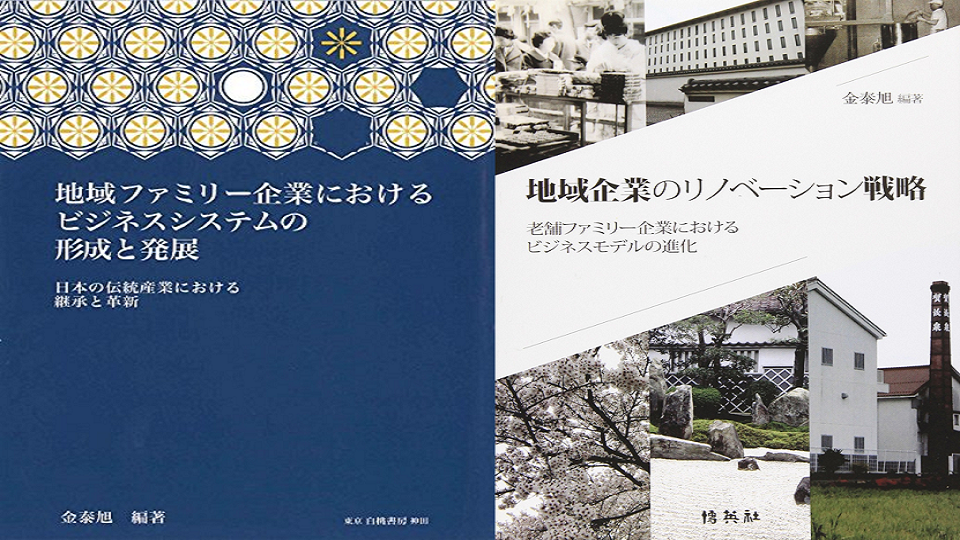 地域ファミリー企業における
ビジネスシステムの
形成と発展
日本の伝統産業における
継承と革新
金泰旭 編著
東京 白桃書房 神田
金泰旭 編著
地域企業のリノベーション戦略
老舗ファミリー企業における
ビジネスモデルの進化
賀茂泉
博英社